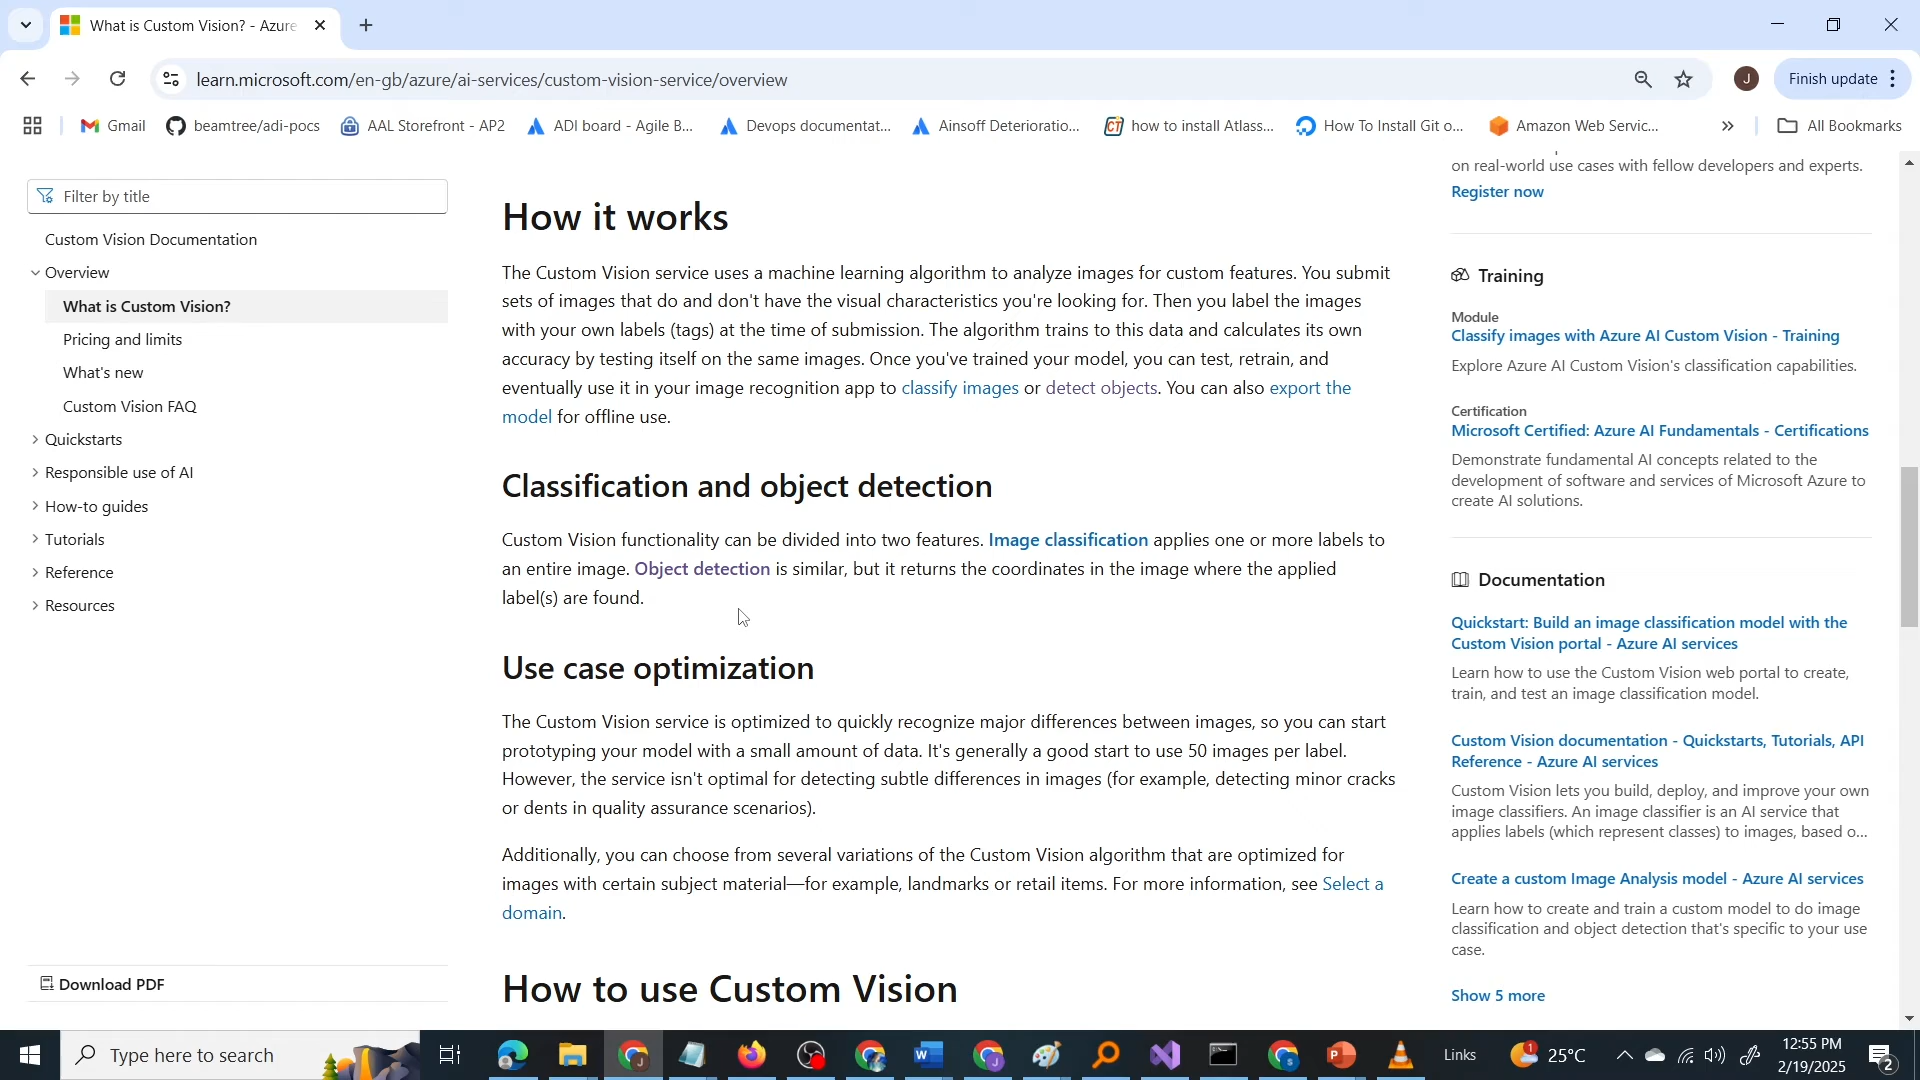 What is Custom Vision? - Azure
learn.microsoft.com/en-gb/azure/ai-services/custom-vision-service/overview
J
Finish update
Gmail
beamtree/adi-pocs
AAL Storefront - AP2
ADI board - Agile B...
Devops documentat...
Ainsoff Deterioratio...
how to install Atlass...
How To Install Git o...
Amazon Web Servic...
All Bookmarks
Filter by title
Custom Vision Documentation
Overview
What is Custom Vision?
Pricing and limits
What's new
Custom Vision FAQ
Quickstarts
Responsible use of AI
How-to guides
Tutorials
Reference
Resources
Download PDF
How it works
The Custom Vision service uses a machine learning algorithm to analyze images for custom features. You submit
sets of images that do and don't have the visual characteristics you're looking for. Then you label the images
with your own labels (tags) at the time of submission. The algorithm trains to this data and calculates its own
accuracy by testing itself on the same images. Once you've trained your model, you can test, retrain, and
eventually use it in your image recognition app to classify images or detect objects. You can also export the
model for offline use.
Classification and object detection
Custom Vision functionality can be divided into two features. Image classification applies one or more labels to
an entire image. Object detection is similar, but it returns the coordinates in the image where the applied
label(s) are found.
Use case optimization
The Custom Vision service is optimized to quickly recognize major differences between images, so you can start
prototyping your model with a small amount of data. It's generally a good start to use 50 images per label.
However, the service isn't optimal for detecting subtle differences in images (for example, detecting minor cracks
or dents in quality assurance scenarios).
Additionally, you can choose from several variations of the Custom Vision algorithm that are optimized for
images with certain subject material—for example, landmarks or retail items. For more information, see Select a
domain.
How to use Custom Vision
on real-world use cases with fellow developers and experts.
Register now
Training
Module
Classify images with Azure AI Custom Vision - Training
Explore Azure AI Custom Vision's classification capabilities.
Certification
Microsoft Certified: Azure AI Fundamentals - Certifications
Demonstrate fundamental AI concepts related to the
development of software and services of Microsoft Azure to
create AI solutions.
Documentation
Quickstart: Build an image classification model with the
Custom Vision portal - Azure AI services
Learn how to use the Custom Vision web portal to create,
train, and test an image classification model.
Custom Vision documentation - Quickstarts, Tutorials, API
Reference - Azure AI services
Custom Vision lets you build, deploy, and improve your own
image classifiers. An image classifier is an AI service that
applies labels (which represent classes) to images, based o...
Create a custom Image Analysis model - Azure AI services
Learn how to create and train a custom model to do image
classification and object detection that's specific to your use
case.
Show 5 more
Type here to search
Links
1
25°C
12:55 PM
2/19/2025
2